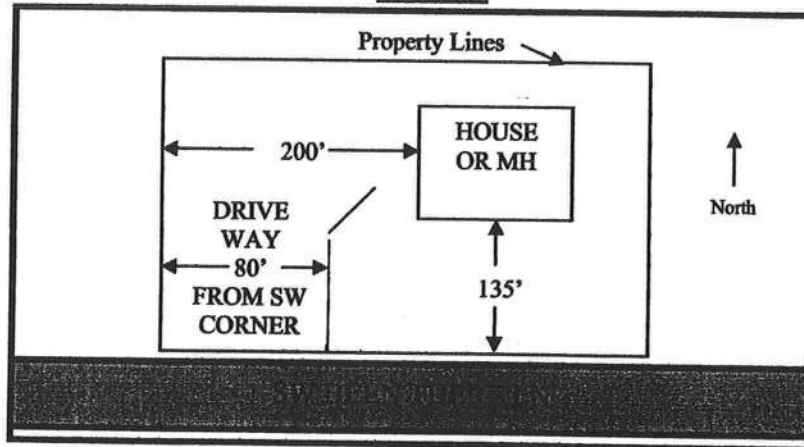 Property Lines
HOUSE
OR MH
200'
North
DRIVE
WAY
80'
FROM SW
CORNER
135'